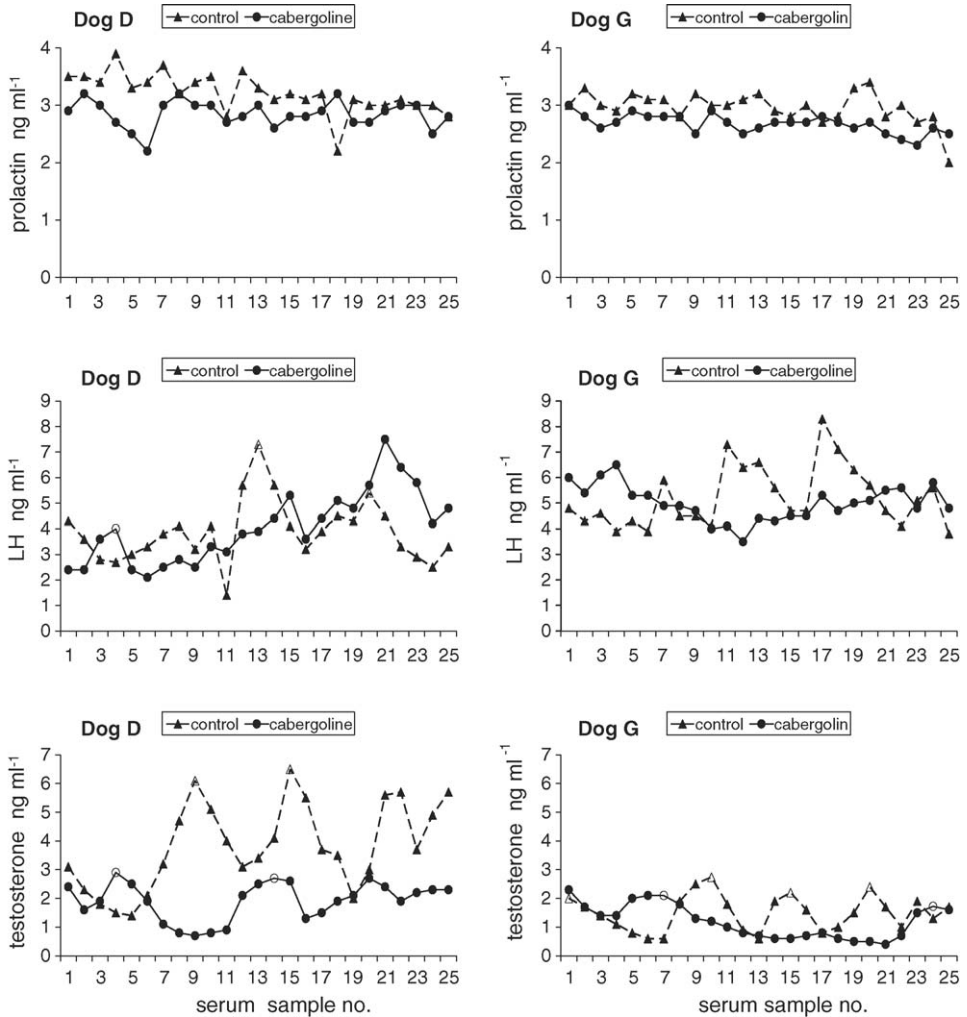 Dog D
control cabergoline
prolactin ng ml-1
4
3
2
1
0
1 3 5 7 9 11 13 15 17 19 21 23 25
Dog G
control cabergolin
prolactin ng ml-1
4
3
2
1
0
1 3 5 7 9 11 13 15 17 19 21 23 25
Dog D
control cabergoline
LH ng ml-1
9
8
7
6
5
4
3
2
1
0
1 3 5 7 9 11 13 15 17 19 21 23 25
Dog G
control cabergoline
LH ng ml-1
9
8
7
6
5
4
3
2
1
0
1 3 5 7 9 11 13 15 17 19 21 23 25
Dog D
control cabergoline
testosterone ng ml-1
7
6
5
4
3
2
1
0
1 3 5 7 9 11 13 15 17 19 21 23 25
serum sample no.
Dog G
control cabergolin
testosterone ng ml-1
7
6
5
4
3
2
1
0
1 3 5 7 9 11 13 15 17 19 21 23 25
serum sample no.